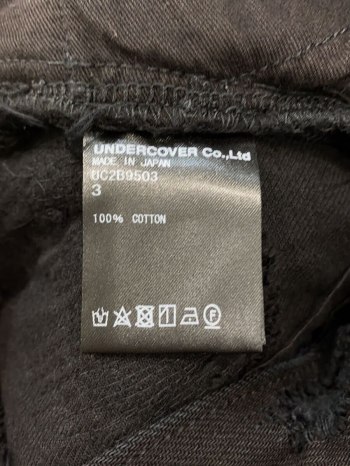 UNDERCOVER Co.,Ltd
MADE IN JAPAN
UC2B9503
3
100% COTTON